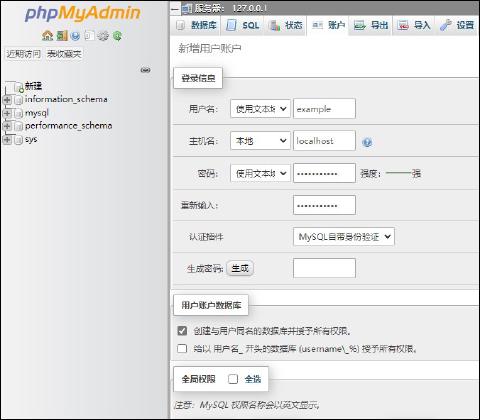 phpMyAdmin
近期访问 表收藏夹
新建
information_schema
mysql
performance_schema
sys
服务器： 127.0.0.1
数据库 SQL 状态 账户 导出 导入 设置
新增用户账户
登录信息
用户名: 使用文本域 example
主机名: 本地 localhost
密码: 使用文本域 ••••••••••• 强度： 强
重新输入: •••••••••••
认证插件 MySQL自带身份验证
生成密码: 生成
用户账户数据库
创建与用户同名的数据库并授予所有权限。
给以 用户名_ 开头的数据库 (username\_%) 授予所有权限。
全局权限 全选
注意：MySQL 权限名称会以英文显示。